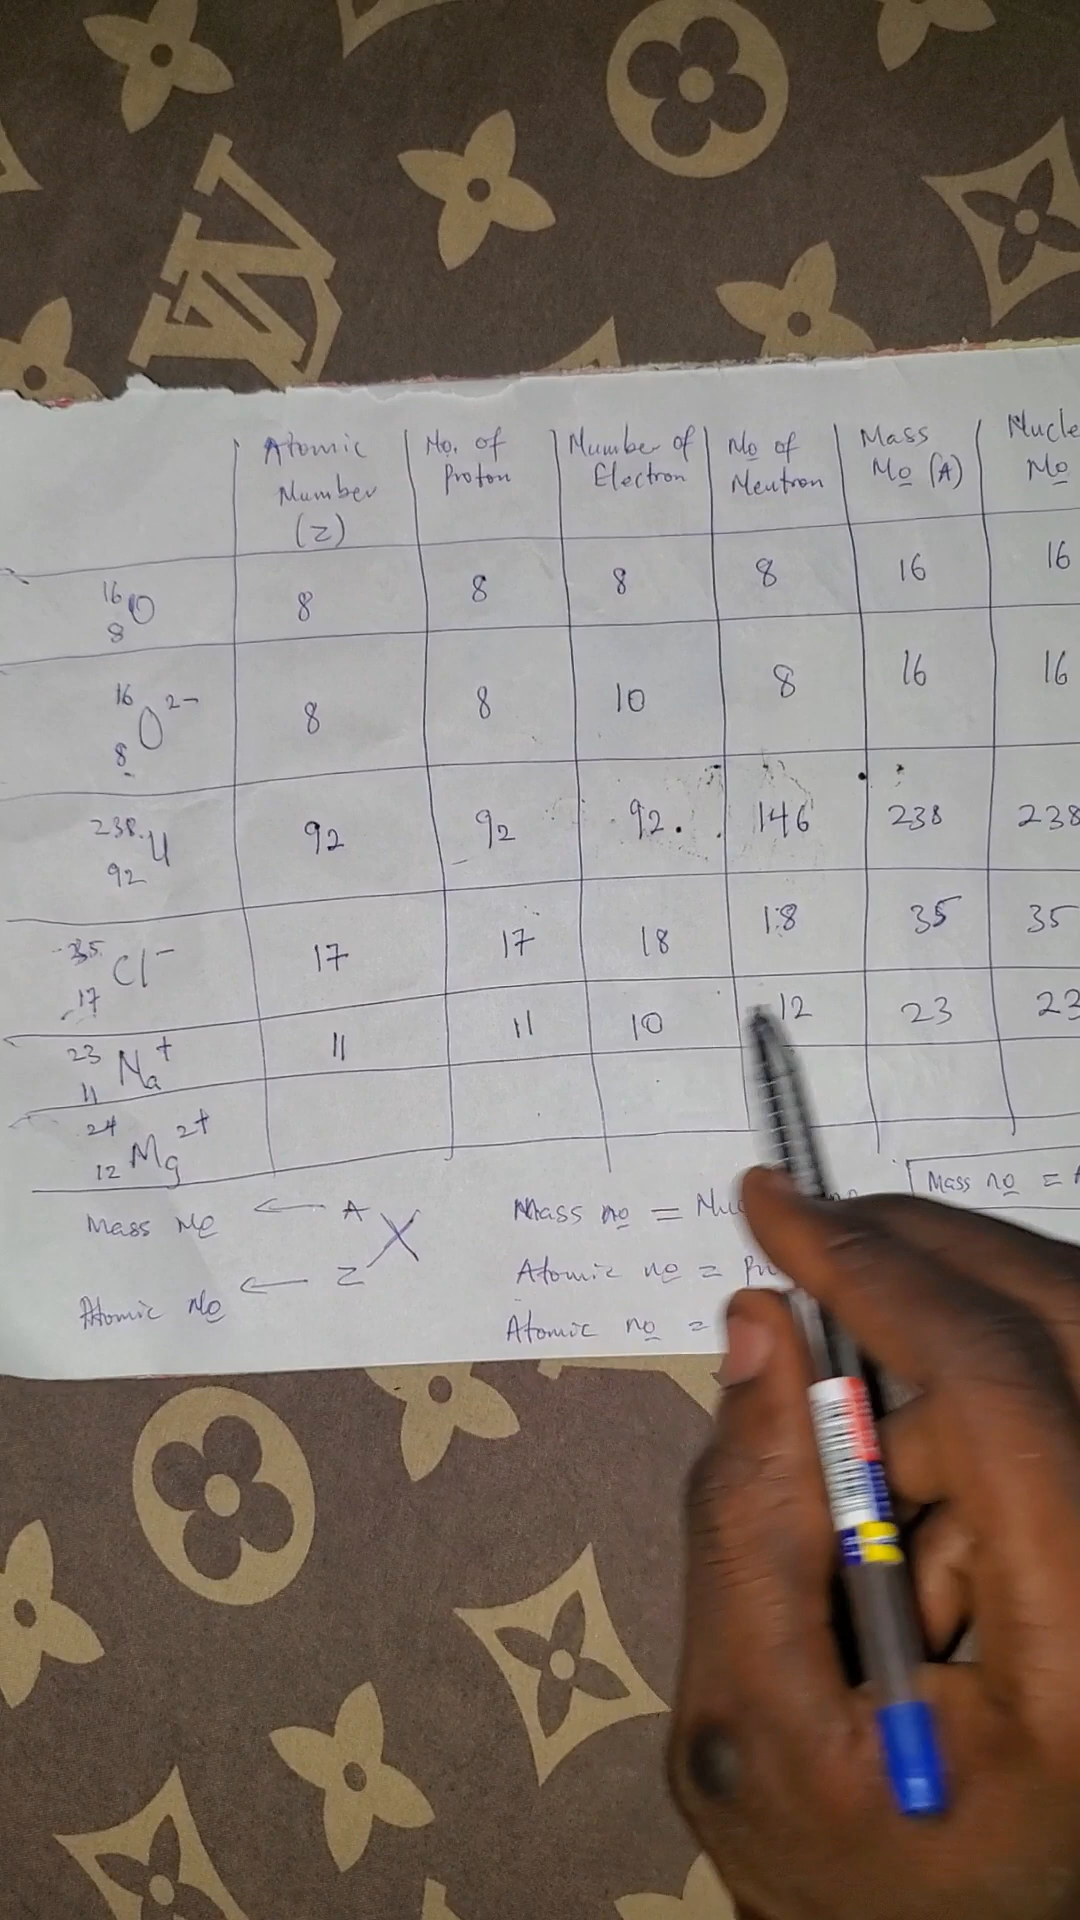 Atomic Number (Z) | No. of Proton | Number of Electron | No of Neutron | Mass No (A) | Nucle No
16 8 O | 8 | 8 | 8 | 8 | 16 | 16
16 8 O 2- | 8 | 8 | 10 | 8 | 16 | 16
238 92 U | 92 | 92 | 92 | 146 | 238 | 238
35 17 Cl - | 17 | 17 | 18 | 18 | 35 | 35
23 11 Na + | 11 | 11 | 10 | 12 | 23 | 23
24 12 Mg 2+
Mass No ← A X
Atomic No ← Z
Mass no = Nuc
Atomic no =
Atomic no =
Mass no =